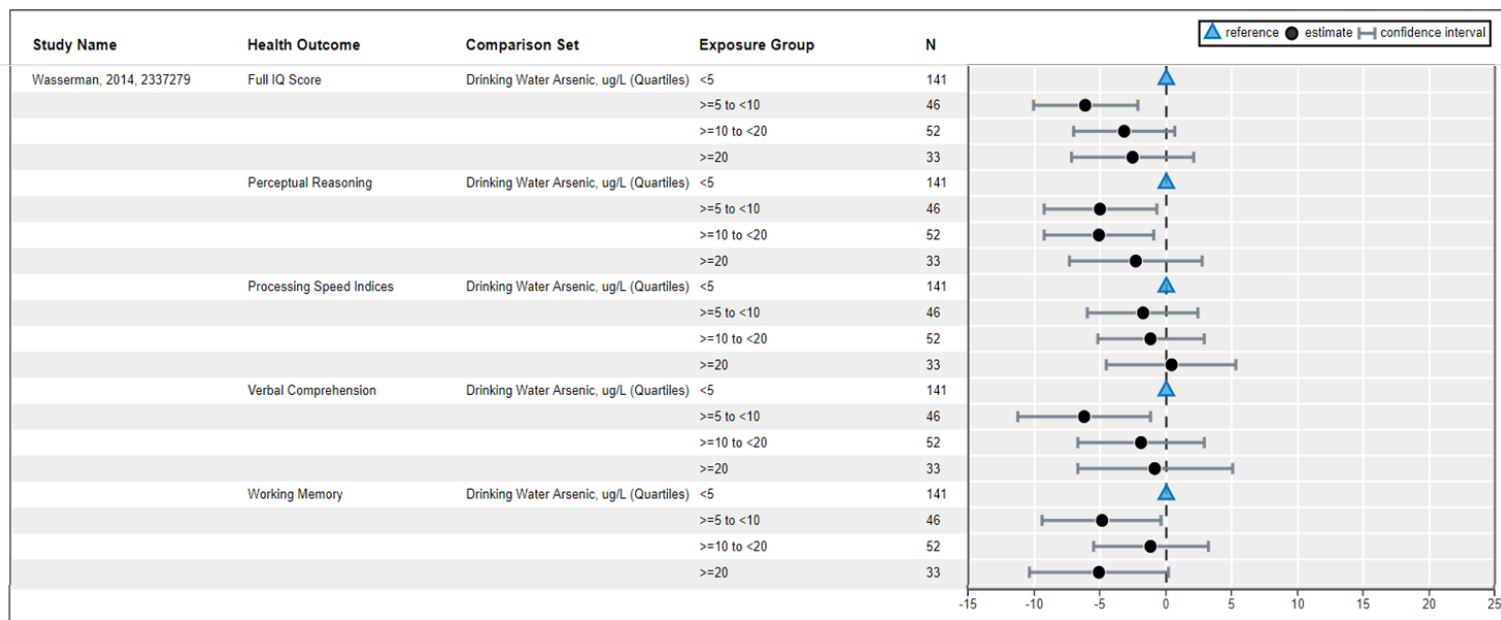 reference estimate confidence interval
Study Name Health Outcome Comparison Set Exposure Group N
Wasserman, 2014, 2337279 Full IQ Score Drinking Water Arsenic, ug/L (Quartiles) <5 141
>=5 to <10 46
>=10 to <20 52
>=20 33
Perceptual Reasoning Drinking Water Arsenic, ug/L (Quartiles) <5 141
>=5 to <10 46
>=10 to <20 52
>=20 33
Processing Speed Indices Drinking Water Arsenic, ug/L (Quartiles) <5 141
>=5 to <10 46
>=10 to <20 52
>=20 33
Verbal Comprehension Drinking Water Arsenic, ug/L (Quartiles) <5 141
>=5 to <10 46
>=10 to <20 52
>=20 33
Working Memory Drinking Water Arsenic, ug/L (Quartiles) <5 141
>=5 to <10 46
>=10 to <20 52
>=20 33
-15 -10 -5 0 5 10 15 20 25